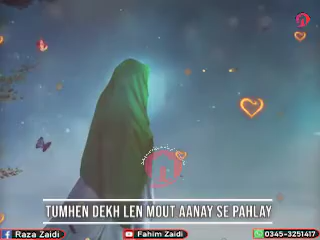 TUMHEN DEKH LEN MOUT AANAY SE PAHLAY
Raza Zaidi
Fahim Zaidi
0345-3251417